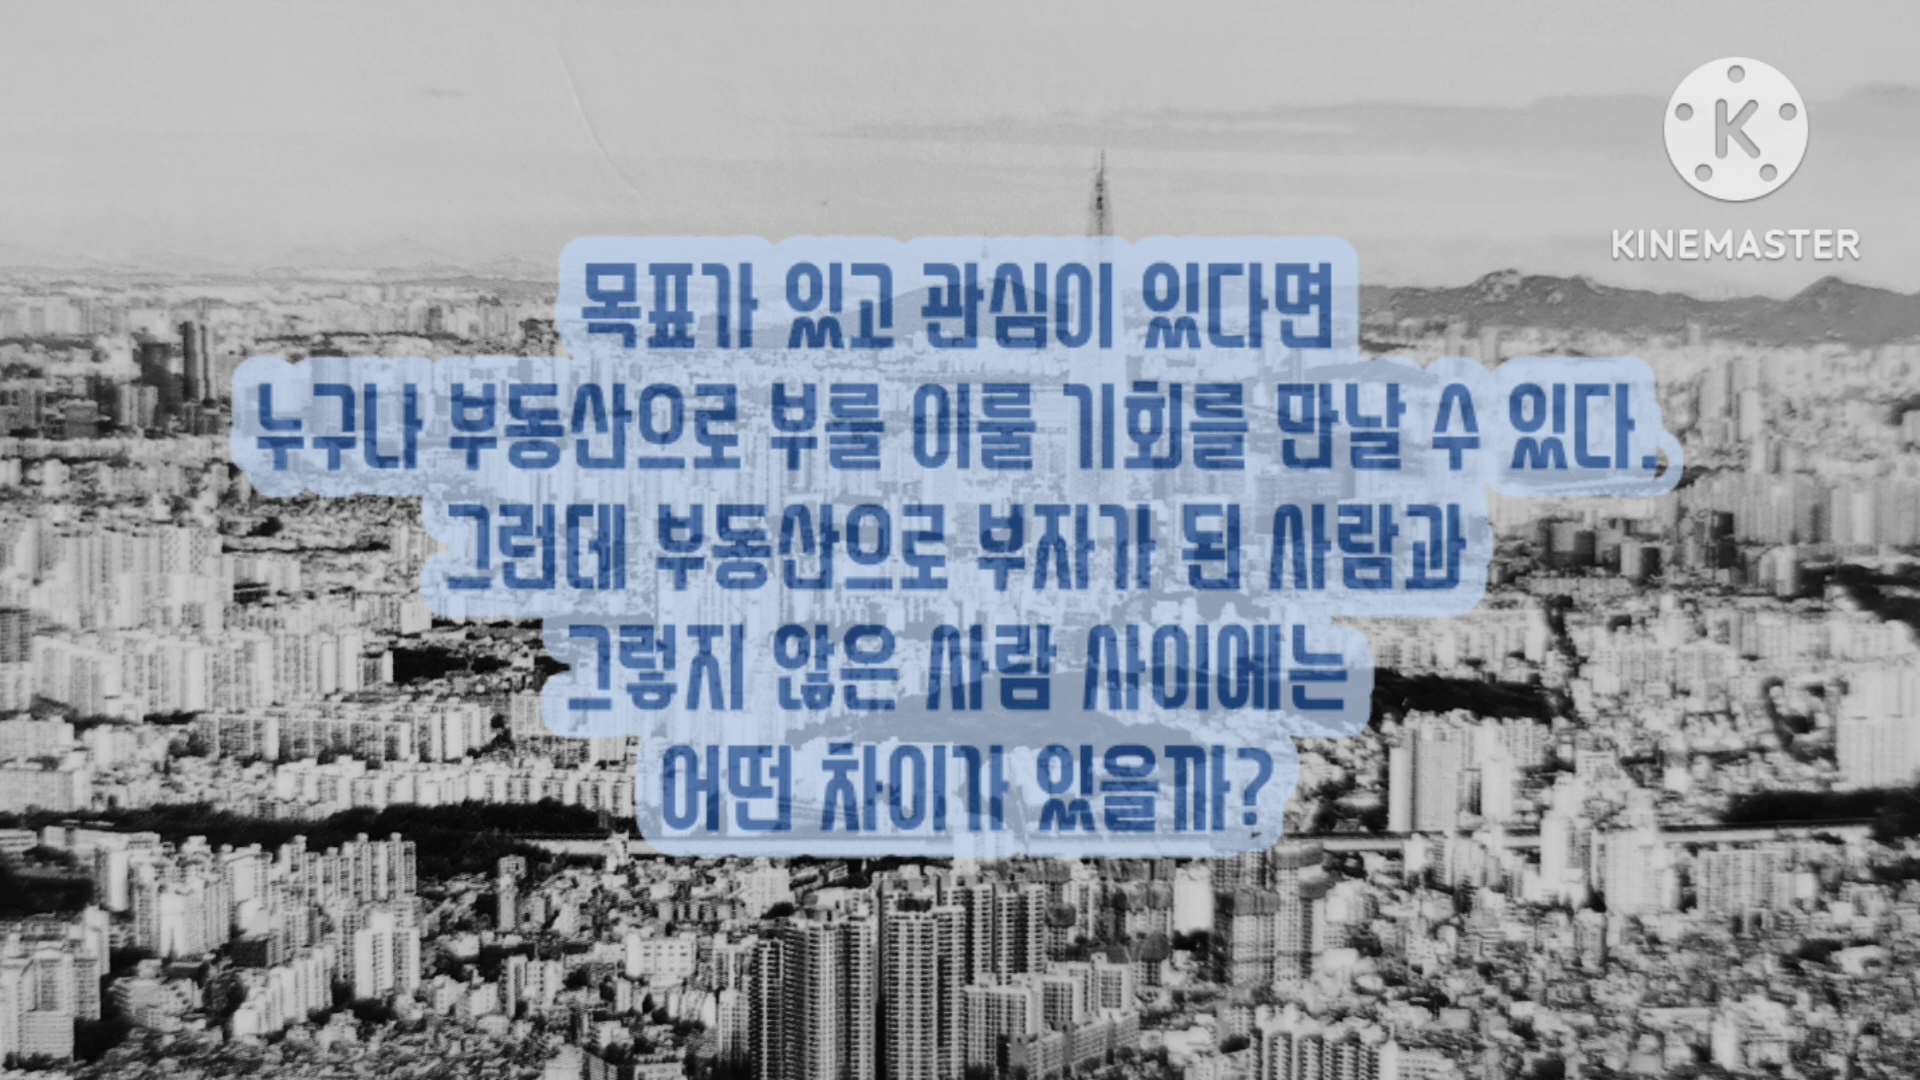 K
KINEMASTER
목표가 있고 관심이 있다면
누구나 부동산으로 부를 이룰 기회를 만날 수 있다.
그런데 부동산으로 부자가 된 사람과
그렇지 않은 사람 사이에는
어떤 차이가 있을까?